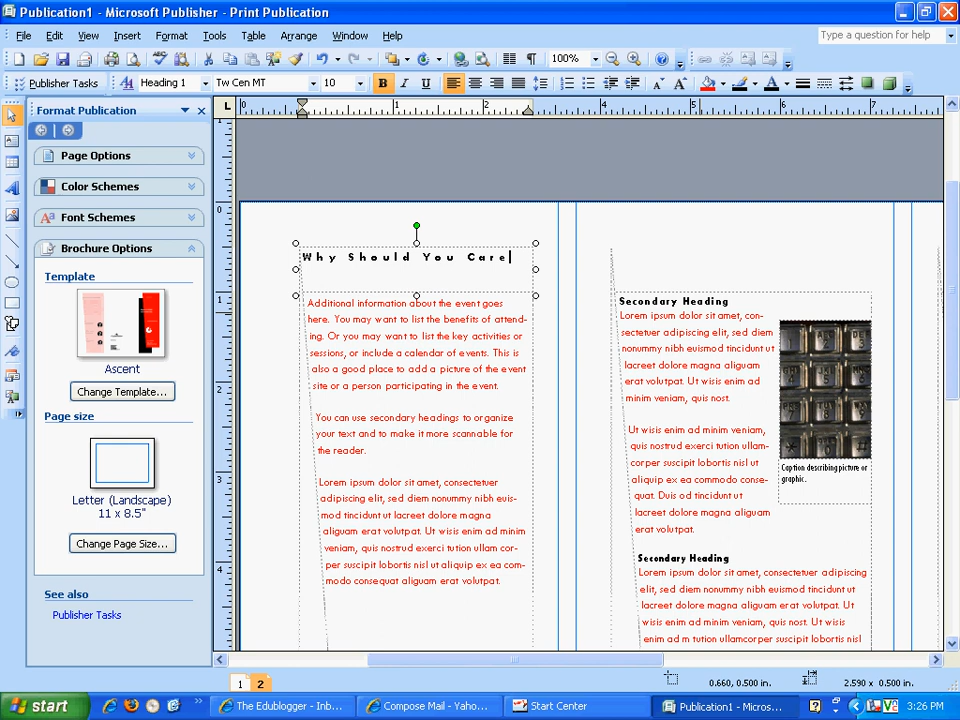 Publication1 - Microsoft Publisher - Print Publication
File Edit View Insert Format Tools Table Arrange Window Help
Type a question for help
100%
Publisher Tasks Heading 1 Tw Cen MT 10 B I U
Format Publication
Page Options
Color Schemes
Font Schemes
Brochure Options
Template
Ascent
Change Template...
Page size
Letter (Landscape)
11 x 8.5"
Change Page Size...
See also
Publisher Tasks
L
0 1 2 4 5 6 7
1
0
1
2
3
4
Why Should You Care
Additional information about the event goes
here. You may want to list the benefits of attend-
ing. Or you may want to list the key activities or
sessions, or include a calendar of events. This is
also a good place to add a picture of the event
site or a person participating in the event.
You can use secondary headings to organize
your text and to make it more scannable for
the reader.
Lorem ipsum dolor sit amet, consectetuer
adipiscing elit, sed diem nonummy nibh euis-
mod tincidunt ut lacreet dolore magna
aliguam erat volutpat. Ut wisis enim ad minim
veniam, quis nostrud exerci tution ullam cor-
per suscipit lobortis nisl ut aliquip ex ea com-
modo consequat aliguam erat volutpat.
Secondary Heading
Lorem ipsum dolor sit amet, con-
sectetuer adipiscing elit, sed diem
nonummy nibh euismod tincidunt ut
lacreet dolore magna aliguam
erat volutpat. Ut wisis enim ad
minim veniam, quis nost.
Ut wisis enim ad minim veniam,
quis nostrud exerci tution ullam-
corper suscipit lobortis nisl ut
aliquip ex ea commodo conse-
quat. Duis od tincidunt ut
lacreet dolore magna aliguam
erat volutpat.
Caption describing picture or
graphic.
Secondary Heading
Lorem ipsum dolor sit amet, consectetuer adipiscing
elit, sed diem nonummy nibh euismod tincidunt ut
lacreet dolore magna aliguam erat volutpat. Ut
wisis enim ad minim veniam, quis nostrud exerci. Ut wisis
enim ad m tution ullamcorper suscipit lobortis nisl
1 2
0.660, 0.500 in. 2.590 x 0.500 in.
start The Edublogger - Inb... Compose Mail - Yaho... Start Center Publication1 - Micros... 3:26 PM